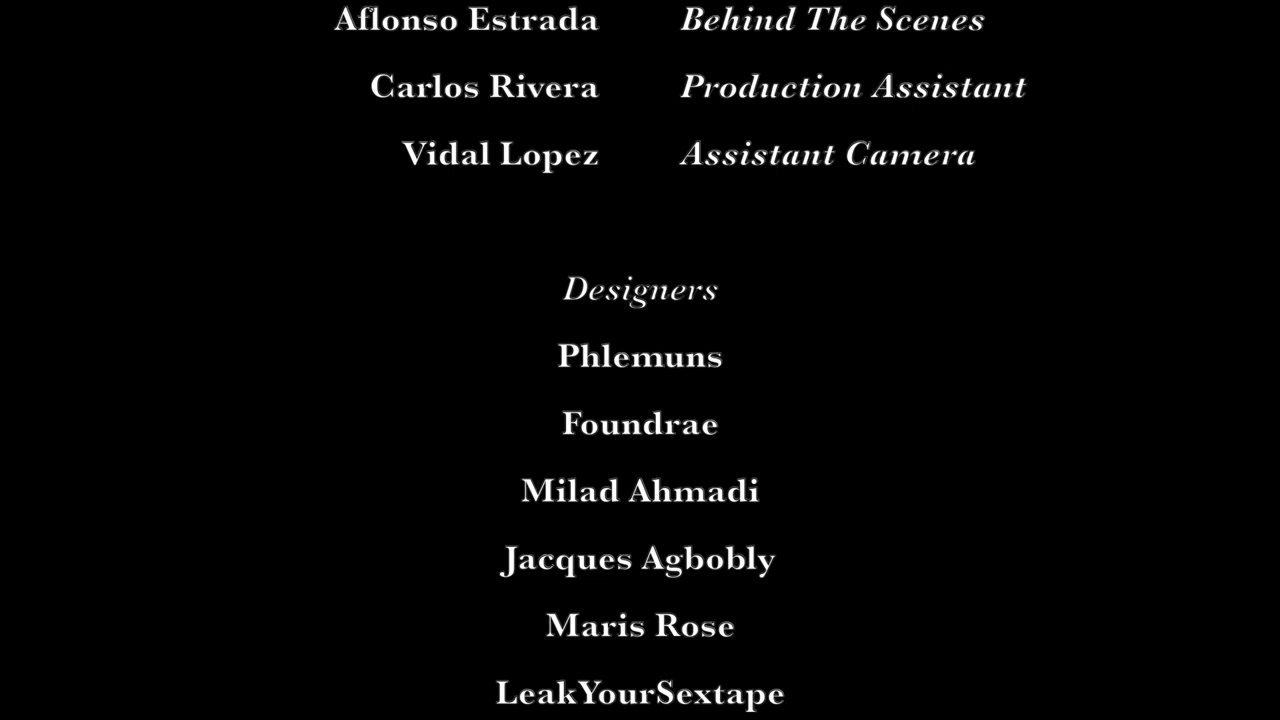 Aflonso Estrada Behind The Scenes
Carlos Rivera Production Assistant
Vidal Lopez Assistant Camera
Designers
Phlemuns
Foundrae
Milad Ahmadi
Jacques Agbobly
Maris Rose
LeakYourSextape